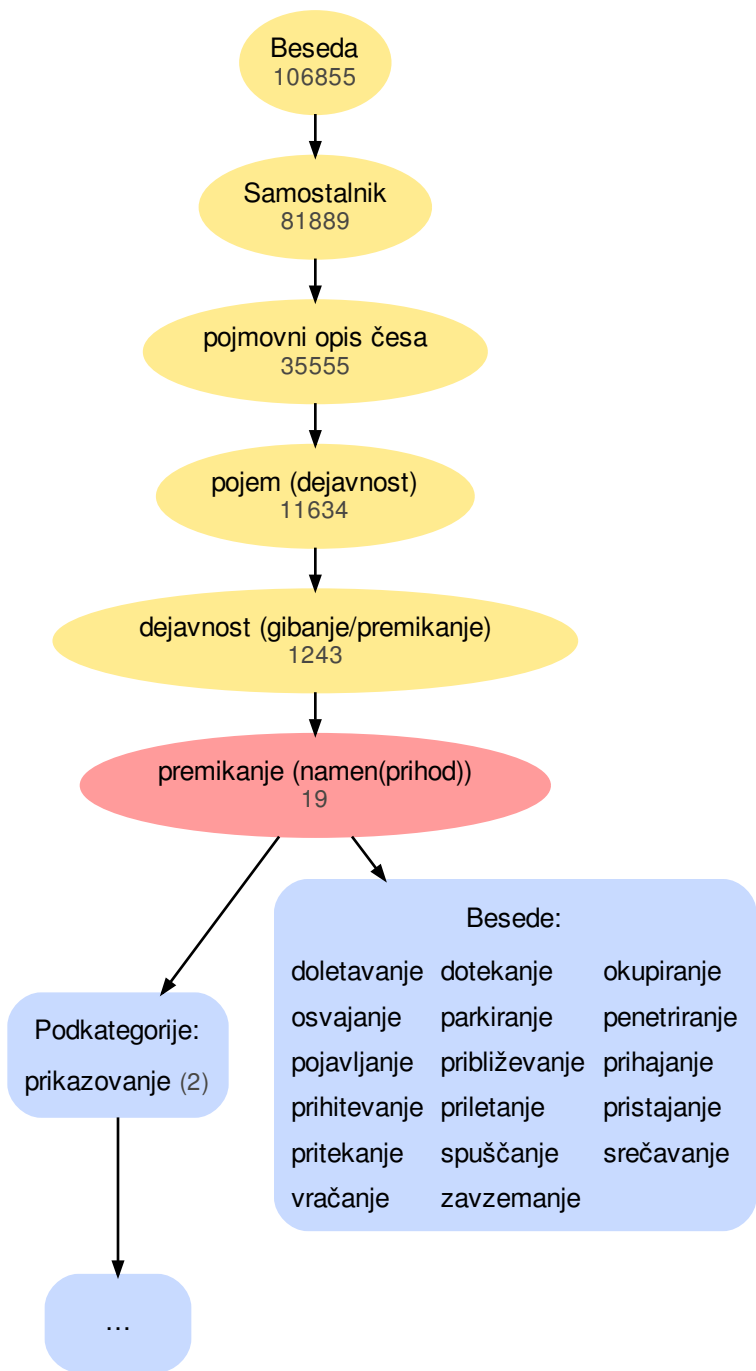 Beseda
106855
Samostalnik
81889
pojmovni opis česa
35555
pojem (dejavnost)
11634
dejavnost (gibanje/premikanje)
1243
premikanje (namen(prihod))
19
Podkategorije:
prikazovanje (2)
…
Besede:
doletavanje dotekanje okupiranje
osvajanje parkiranje penetriranje
pojavljanje približevanje prihajanje
prihitevanje priletanje pristajanje
pritekanje spuščanje srečavanje
vračanje zavzemanje